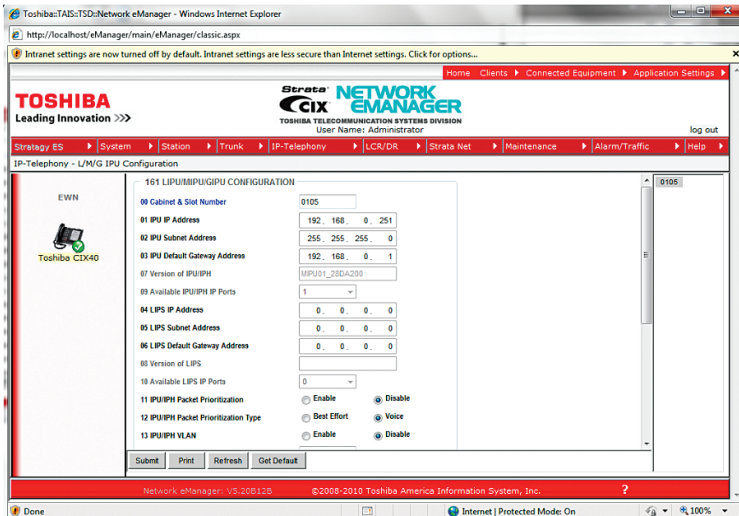 Toshiba::TAIS::TSD::Network eManager - Windows Internet Explorer
http://localhost/eManager/main/eManager/classic.aspx
Intranet settings are now turned off by default. Intranet settings are less secure than Internet settings. Click for options...
Home Clients Connected Equipment Application Settings
TOSHIBA
Leading Innovation >>>
Strata CIX NETWORK EMANAGER
TOSHIBA TELECOMMUNICATION SYSTEMS DIVISION
User Name: Administrator
log out
Stratagy ES System Station Trunk IP-Telephony LCR/DR Strata Net Maintenance Alarm/Traffic Help
IP-Telephony - L/M/G IPU Configuration
EWN
Toshiba CIX40
161 LIPU/MIPU/GIPU CONFIGURATION
00 Cabinet & Slot Number 0105
01 IPU IP Address 192. 168. 0. 251
02 IPU Subnet Address 255. 255. 255. 0
03 IPU Default Gateway Address 192. 168. 0. 1
07 Version of IPU/IPH MIPU01_28DA200
09 Available IPU/IPH IP Ports 1
04 LIPS IP Address 0. 0. 0. 0
05 LIPS Subnet Address 0. 0. 0. 0
06 LIPS Default Gateway Address 0. 0. 0. 0
08 Version of LIPS
10 Available LIPS IP Ports 0
11 IPU/IPH Packet Prioritization Enable Disable
12 IPU/IPH Packet Prioritization Type Best Effort Voice
13 IPU/IPH VLAN Enable Disable
Submit Print Refresh Get Default
0105
Network eManager: V5.20B12B ©2008-2010 Toshiba America Information System, Inc. ?
Done Internet | Protected Mode: On 100%